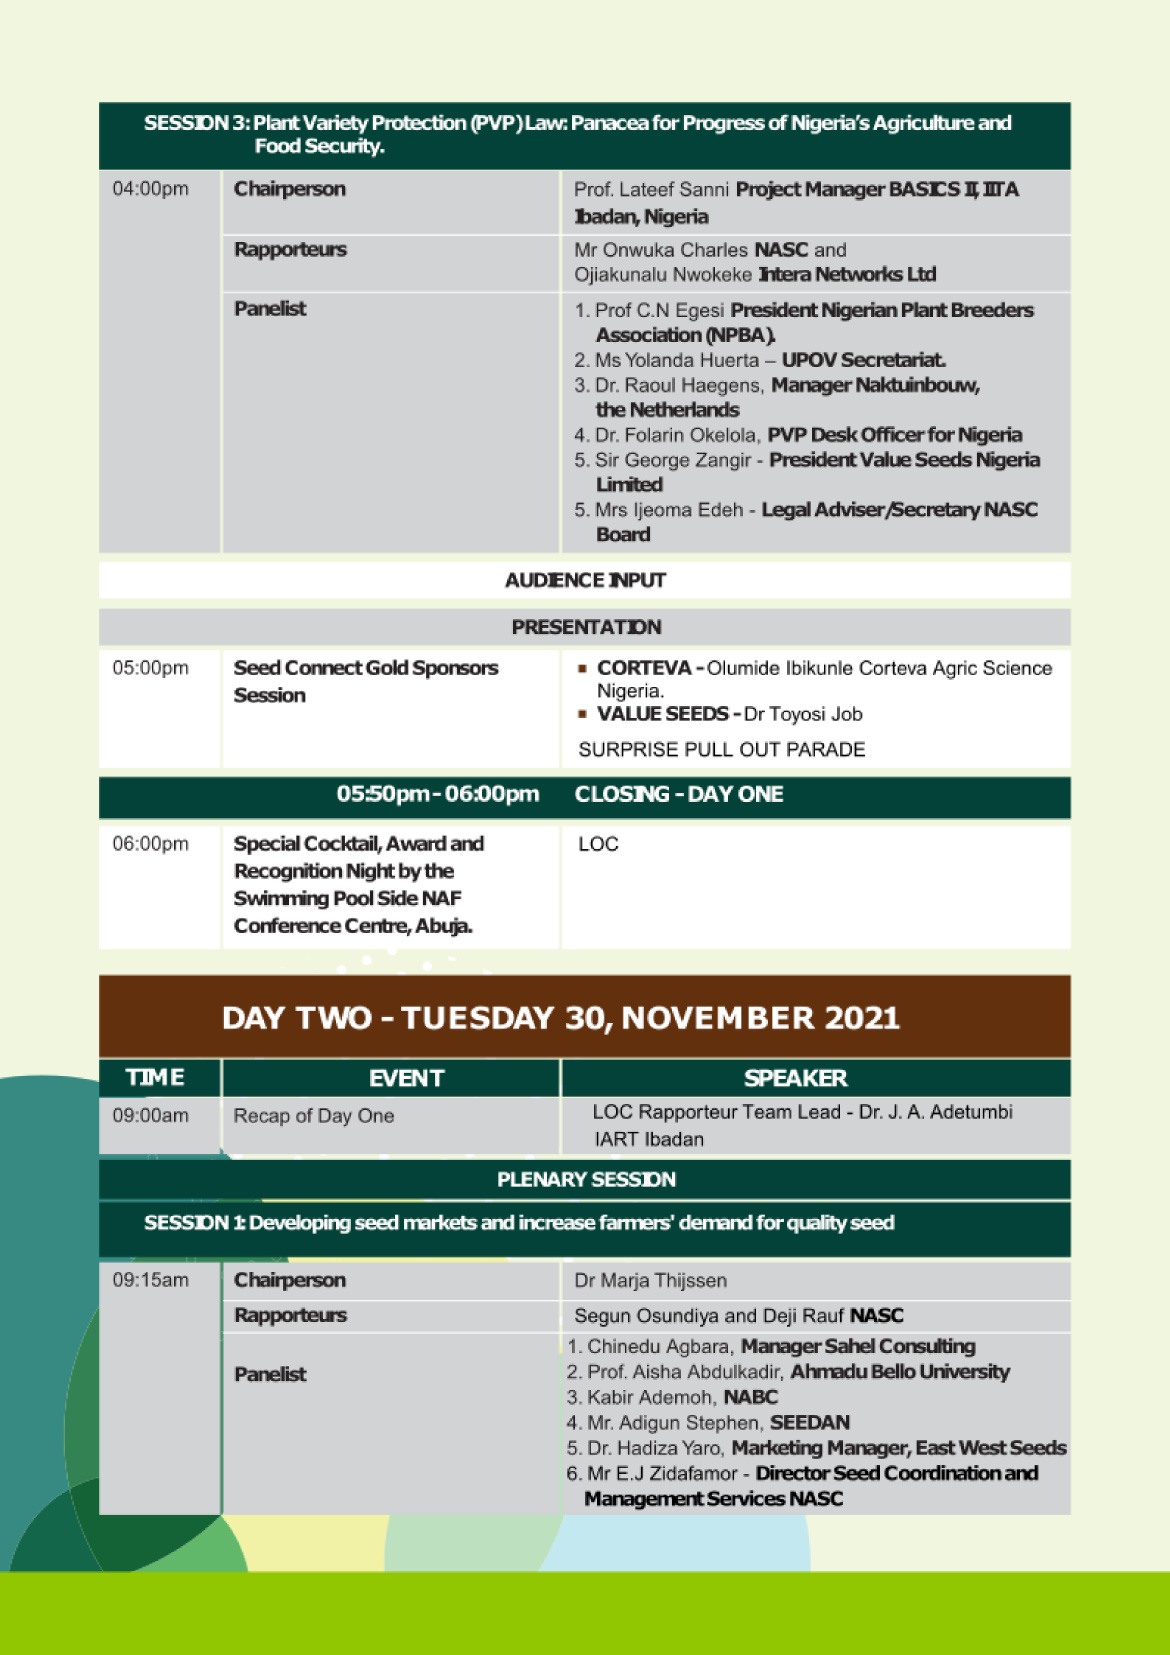 SESSION 3: Plant Variety Protection (PVP) Law: Panacea for Progress of Nigeria's Agriculture and
Food Security.
04:00pm
Chairperson
Prof. Lateef Sanni Project Manager BASICS II, IITA
Ibadan, Nigeria
Rapporteurs
Mr Onwuka Charles NASC and
Ojiakunalu Nwokeke Intera Networks Ltd
Panelist
1. Prof C.N Egesi President Nigerian Plant Breeders
Association (NPBA).
2. Ms Yolanda Huerta – UPOV Secretariat.
3. Dr. Raoul Haegens, Manager Naktuinbouw,
the Netherlands
4. Dr. Folarin Okelola, PVP Desk Officer for Nigeria
5. Sir George Zangir - President Value Seeds Nigeria
Limited
5. Mrs Ijeoma Edeh - Legal Adviser/Secretary NASC
Board
AUDIENCE INPUT
PRESENTATION
05:00pm
Seed Connect Gold Sponsors
Session
▪ CORTEVA - Olumide Ibikunle Corteva Agric Science
Nigeria.
▪ VALUE SEEDS - Dr Toyosi Job
SURPRISE PULL OUT PARADE
05:50pm - 06:00pm CLOSING - DAY ONE
06:00pm
Special Cocktail, Award and
Recognition Night by the
Swimming Pool Side NAF
Conference Centre, Abuja.
LOC
DAY TWO - TUESDAY 30, NOVEMBER 2021
TIME EVENT SPEAKER
09:00am
Recap of Day One
LOC Rapporteur Team Lead - Dr. J. A. Adetumbi
IART Ibadan
PLENARY SESSION
SESSION 1: Developing seed markets and increase farmers' demand for quality seed
09:15am
Chairperson
Dr Marja Thijssen
Rapporteurs
Segun Osundiya and Deji Rauf NASC
Panelist
1. Chinedu Agbara, Manager Sahel Consulting
2. Prof. Aisha Abdulkadir, Ahmadu Bello University
3. Kabir Ademoh, NABC
4. Mr. Adigun Stephen, SEEDAN
5. Dr. Hadiza Yaro, Marketing Manager, East West Seeds
6. Mr E.J Zidafamor - Director Seed Coordination and
Management Services NASC